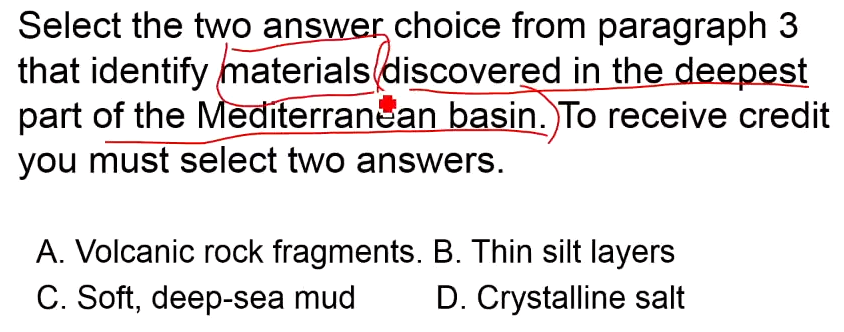 Select the two answer choice from paragraph 3
that identify materials discovered in the deepest
part of the Mediterranean basin. To receive credit
you must select two answers.
A. Volcanic rock fragments. B. Thin silt layers
C. Soft, deep-sea mud D. Crystalline salt